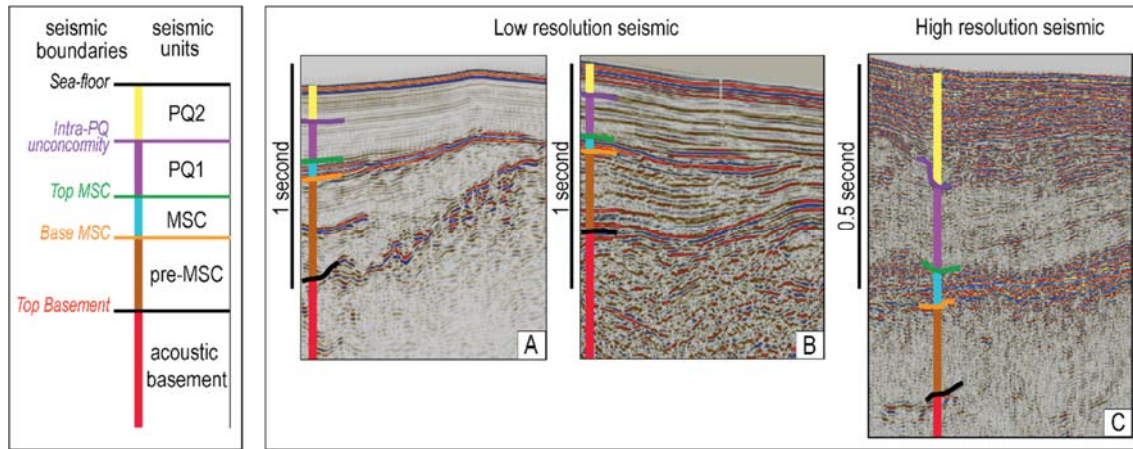 seismic boundaries
seismic units
Sea-floor
PQ2
Intra-PQ
unconcormity
PQ1
Top MSC
MSC
Base MSC
pre-MSC
Top Basement
acoustic
basement
Low resolution seismic
High resolution seismic
1 second
A
1 second
B
0.5 second
C